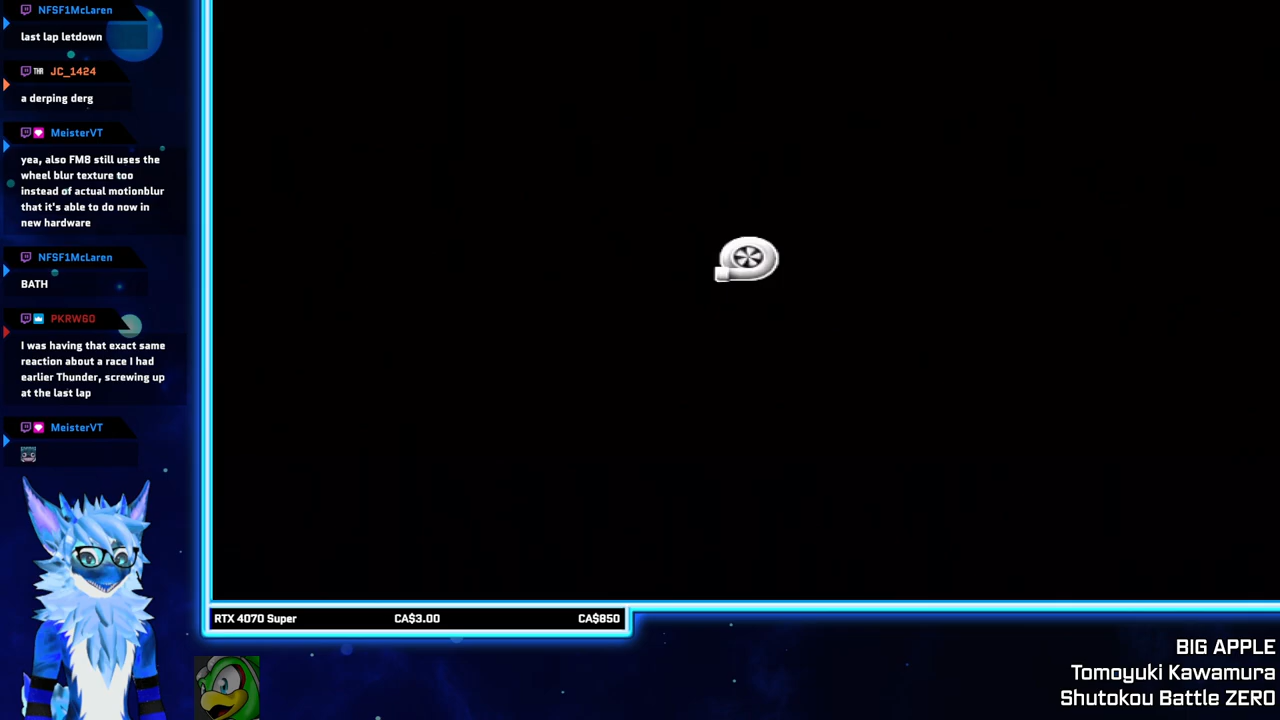 NFSF1McLaren
last lap letdown
THR JC_1424
a derping derg
MeisterVT
yea, also FM8 still uses the
wheel blur texture too
instead of actual motionblur
that it's able to do now in
new hardware
NFSF1McLaren
BATH
PKRW60
I was having that exact same
reaction about a race I had
earlier Thunder, screwing up
at the last lap
MeisterVT
RTX 4070 Super CA$3.00 CA$850
BIG APPLE
Tomoyuki Kawamura
Shutokou Battle ZERO